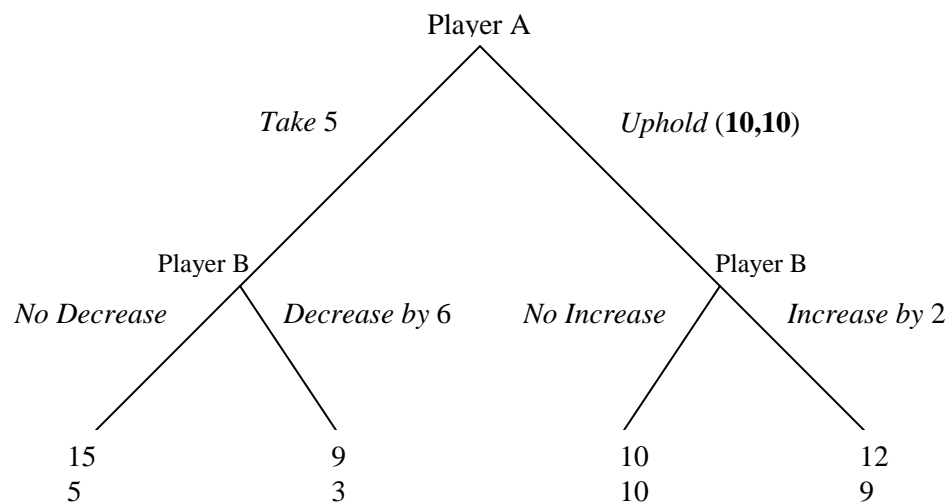 Player A
Take 5
Uphold (10,10)
Player B
Player B
No Decrease
Decrease by 6
No Increase
Increase by 2
15
9
10
12
5
3
10
9